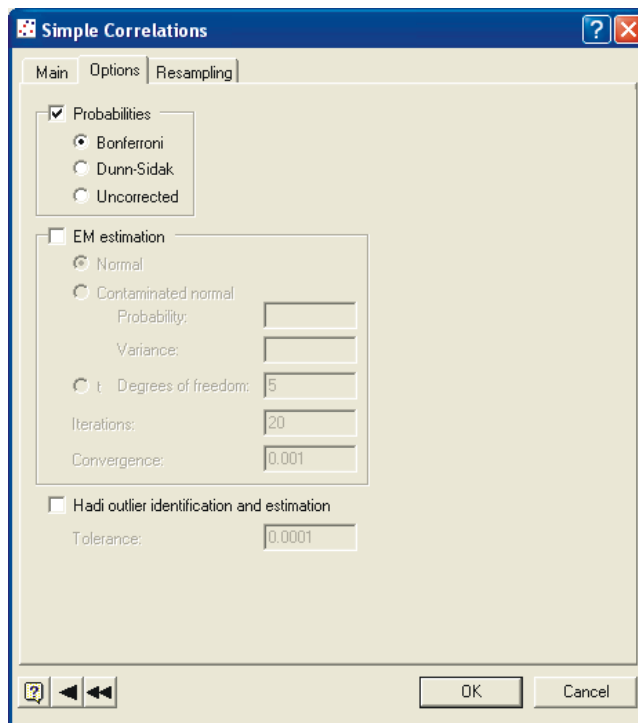 Simple Correlations
Main Options Resampling
Probabilities
Bonferroni
Dunn-Sidak
Uncorrected
EM estimation
Normal
Contaminated normal
Probability:
Variance:
t Degrees of freedom: 5
Iterations: 20
Convergence: 0.001
Hadi outlier identification and estimation
Tolerance: 0.0001
OK Cancel